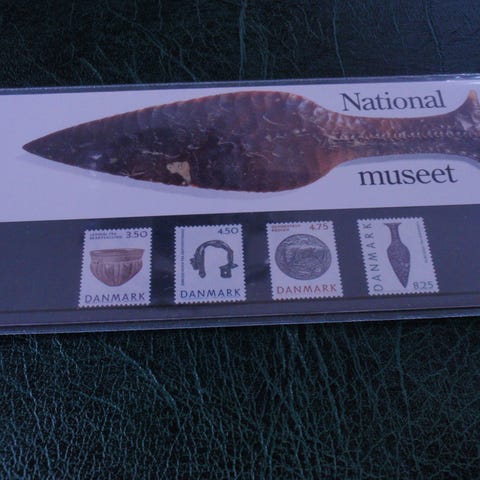 National
museet
3.50
DANMARK
4.50
DANMARK
4.75
DANMARK
DANMARK
8.25